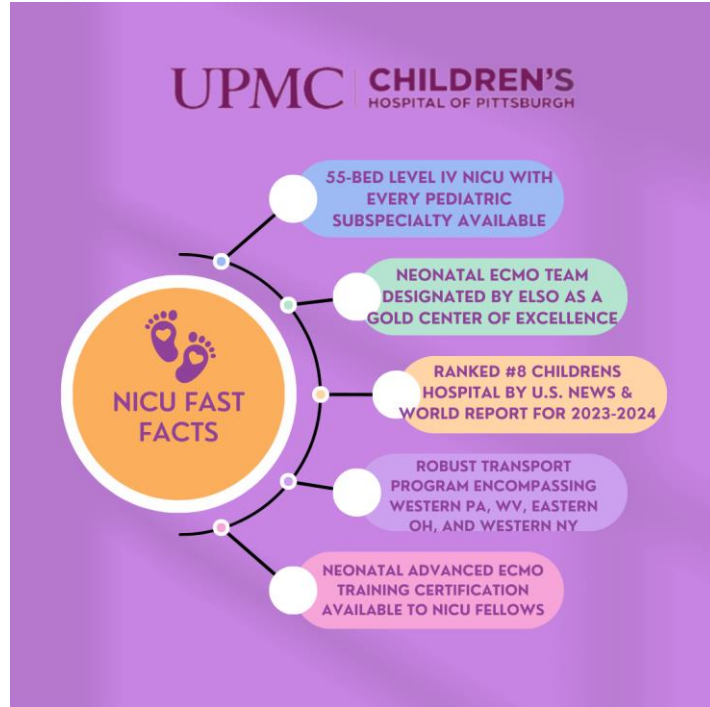 UPMC CHILDREN'S
HOSPITAL OF PITTSBURGH
55-BED LEVEL IV NICU WITH
EVERY PEDIATRIC
SUBSPECIALTY AVAILABLE
NEONATAL ECMO TEAM
DESIGNATED BY ELSO AS A
GOLD CENTER OF EXCELLENCE
NICU FAST
FACTS
RANKED #8 CHILDRENS
HOSPITAL BY U.S. NEWS &
WORLD REPORT FOR 2023-2024
ROBUST TRANSPORT
PROGRAM ENCOMPASSING
WESTERN PA, WV, EASTERN
OH, AND WESTERN NY
NEONATAL ADVANCED ECMO
TRAINING CERTIFICATION
AVAILABLE TO NICU FELLOWS